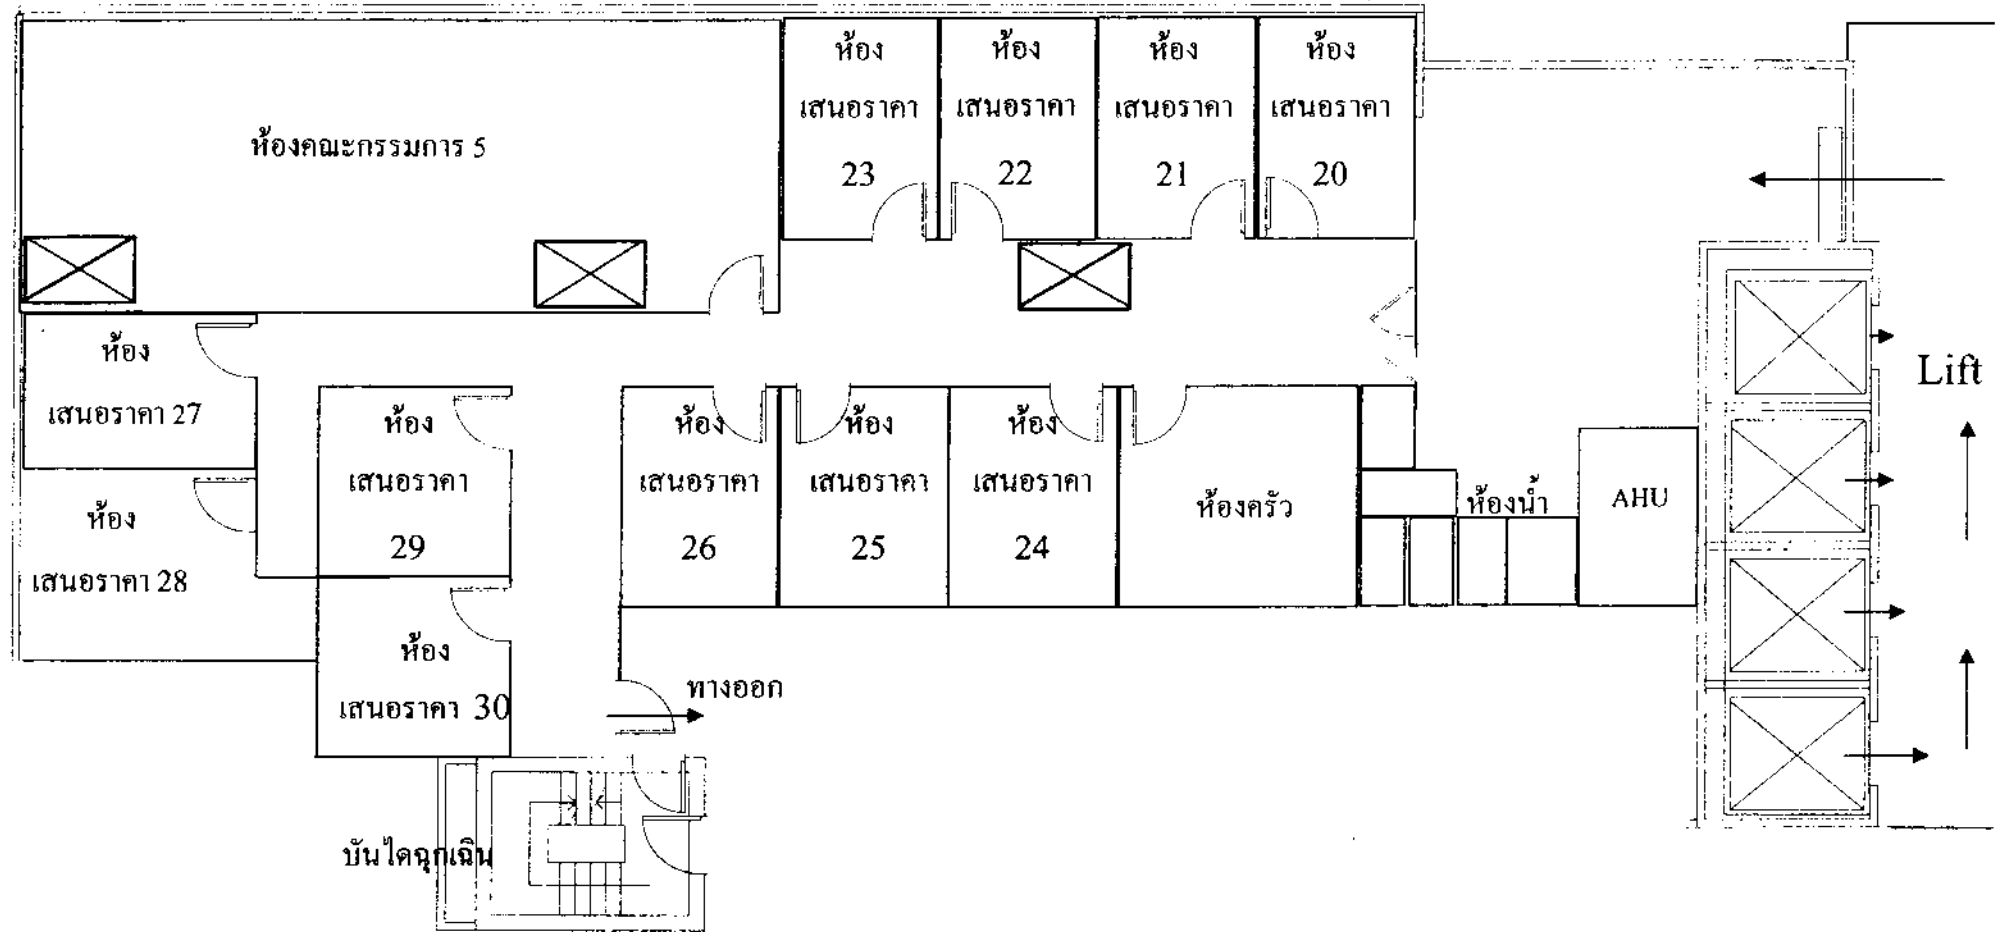 ห้อง
เสนอราคา
23
ห้อง
เสนอราคา
22
ห้อง
เสนอราคา
21
ห้อง
เสนอราคา
20
ห้องคณะกรรมการ 5
ห้อง
เสนอราคา 27
ห้อง
เสนอราคา 28
ห้อง
เสนอราคา
29
ห้อง
เสนอราคา 30
ห้อง
เสนอราคา
26
ห้อง
เสนอราคา
25
ห้อง
เสนอราคา
24
ห้องครัว
ห้องน้ำ
AHU
Lift
ทางออก
บันไดฉุกเฉิน